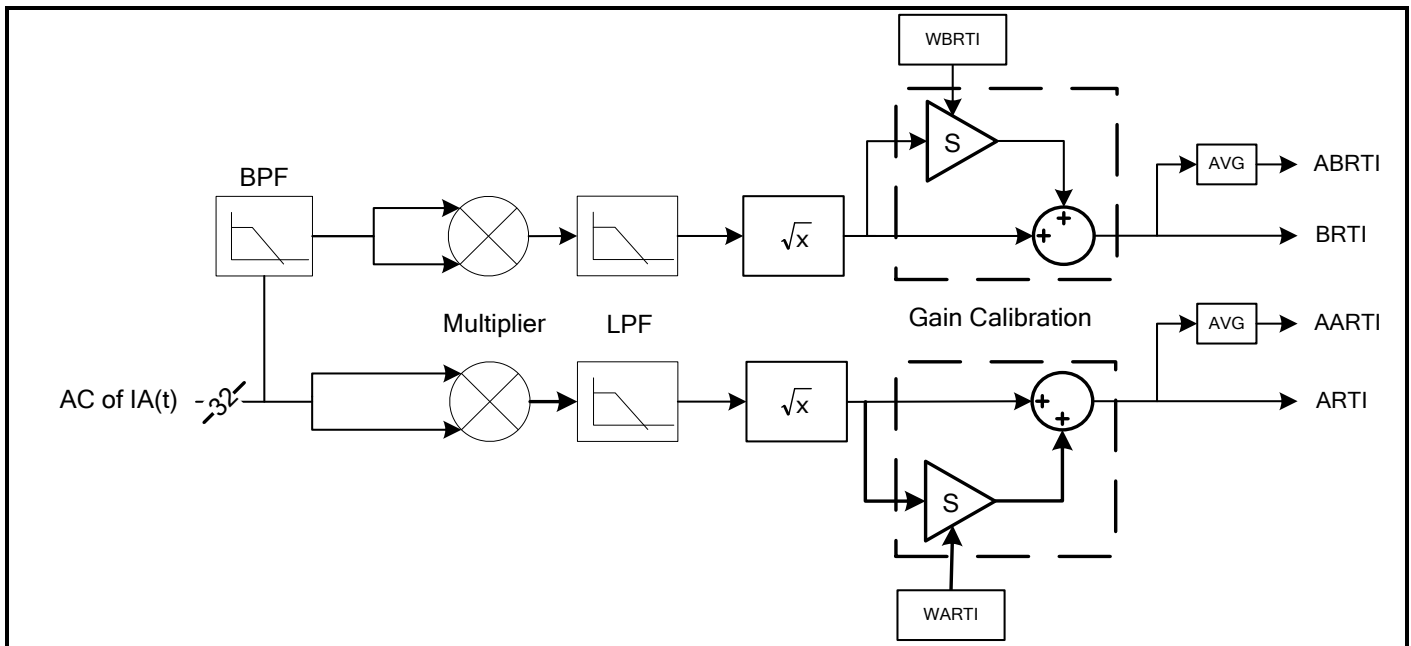 WBRTI
S
AVG
ABRTI
BPF
√x
+
+
BRTI
Multiplier
LPF
Gain Calibration
AVG
AARTI
AC of IA(t)
32
√x
+
+
ARTI
S
WARTI